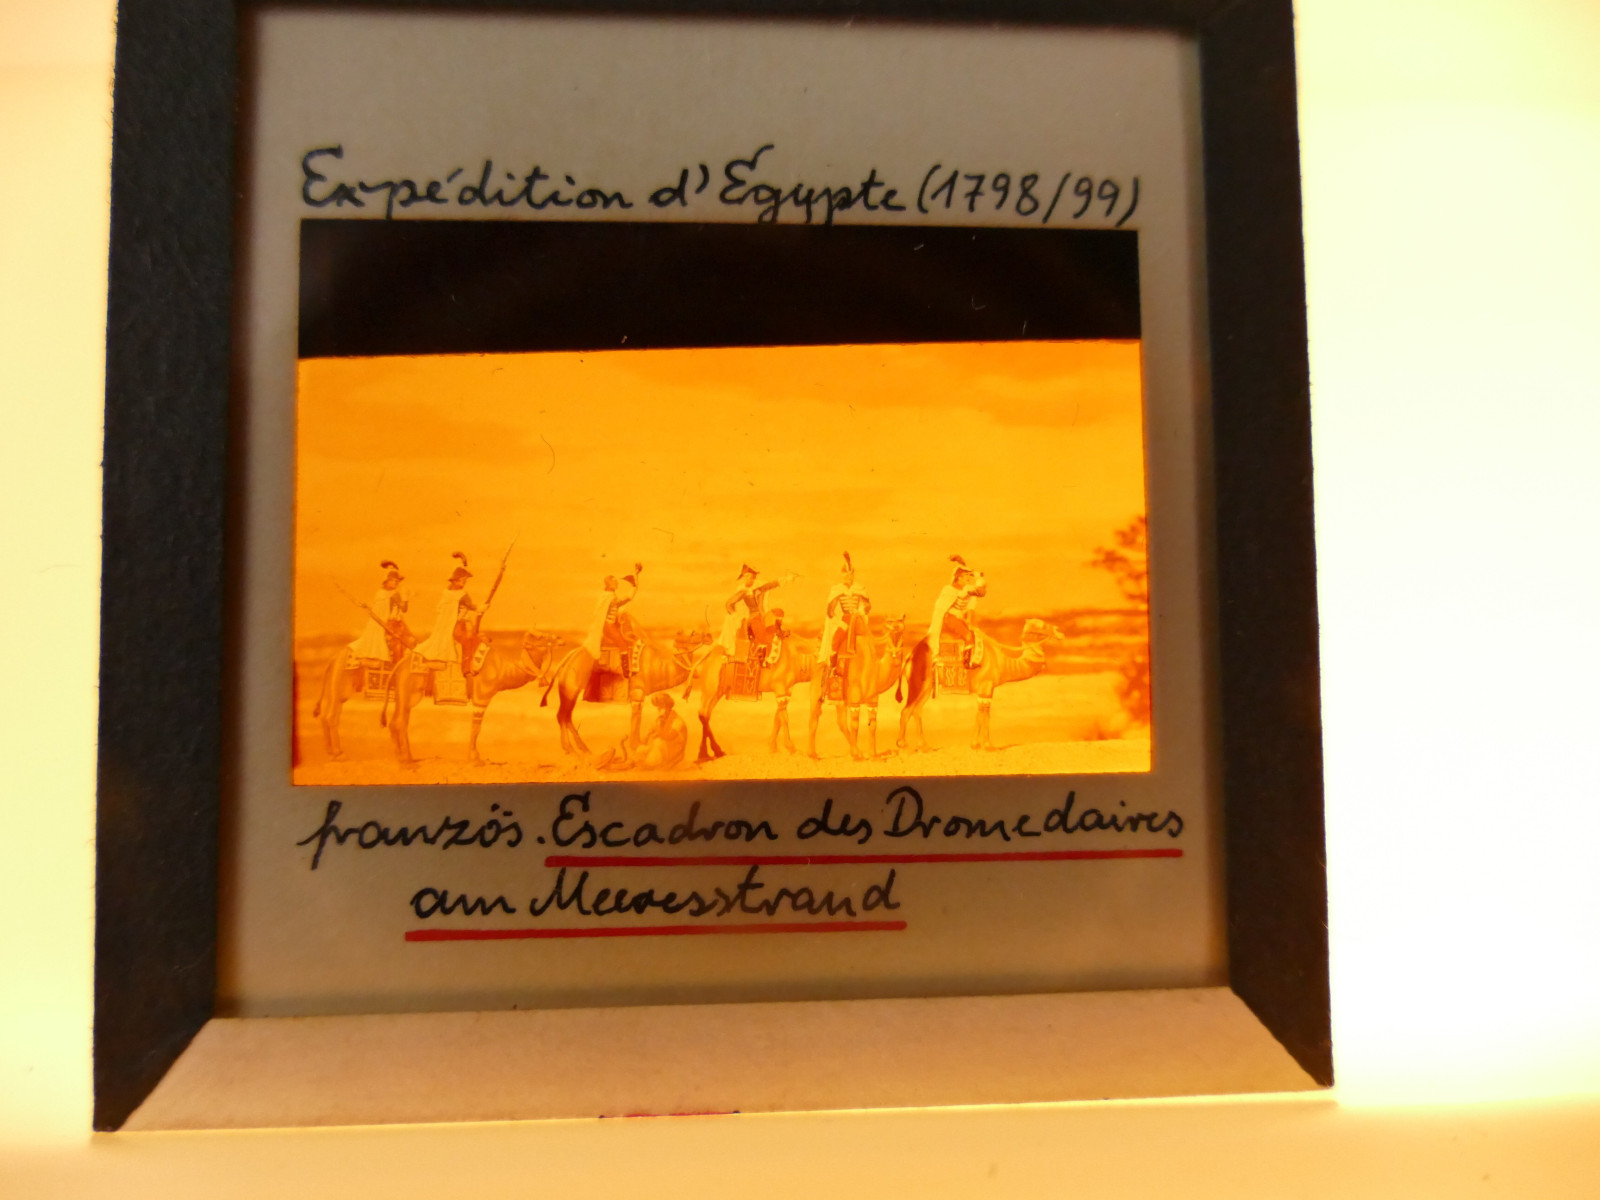 Expédition d'Égypte (1798/99)
französ. Escadron des Dromedaires
am Meeresstrand